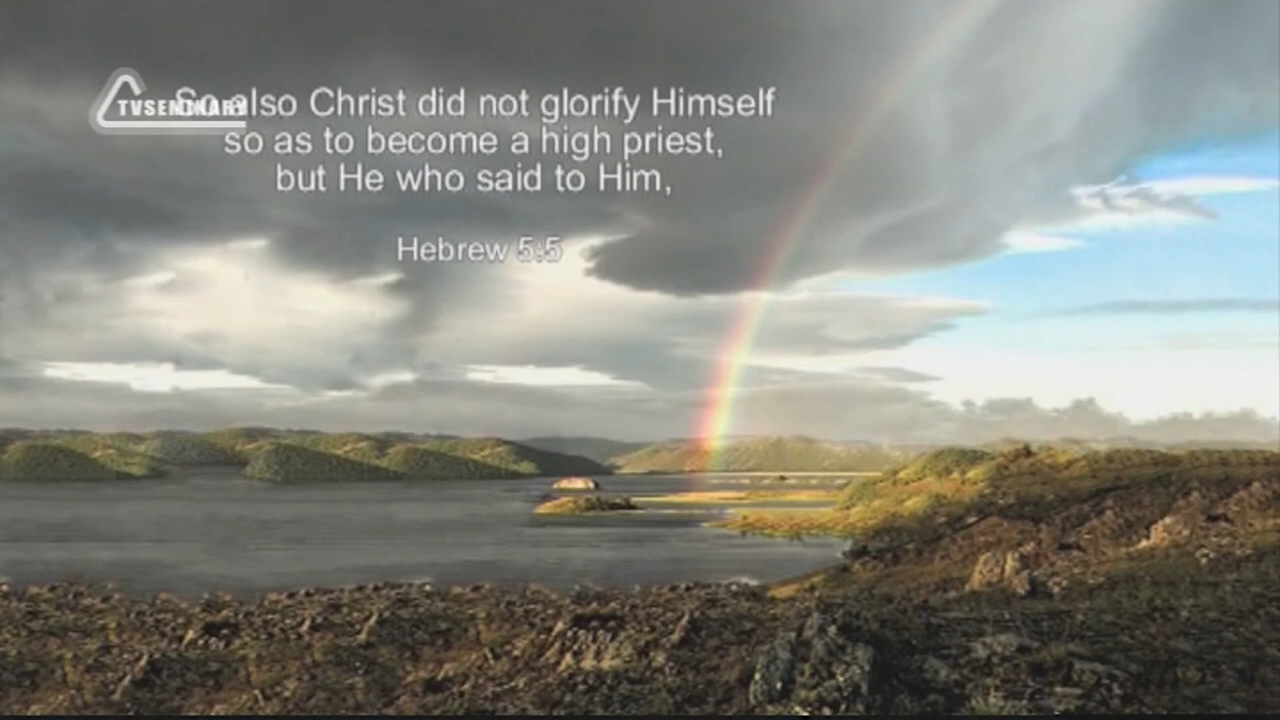 TVSEMINARY
So also Christ did not glorify Himself
so as to become a high priest,
but He who said to Him,
Hebrew 5:5